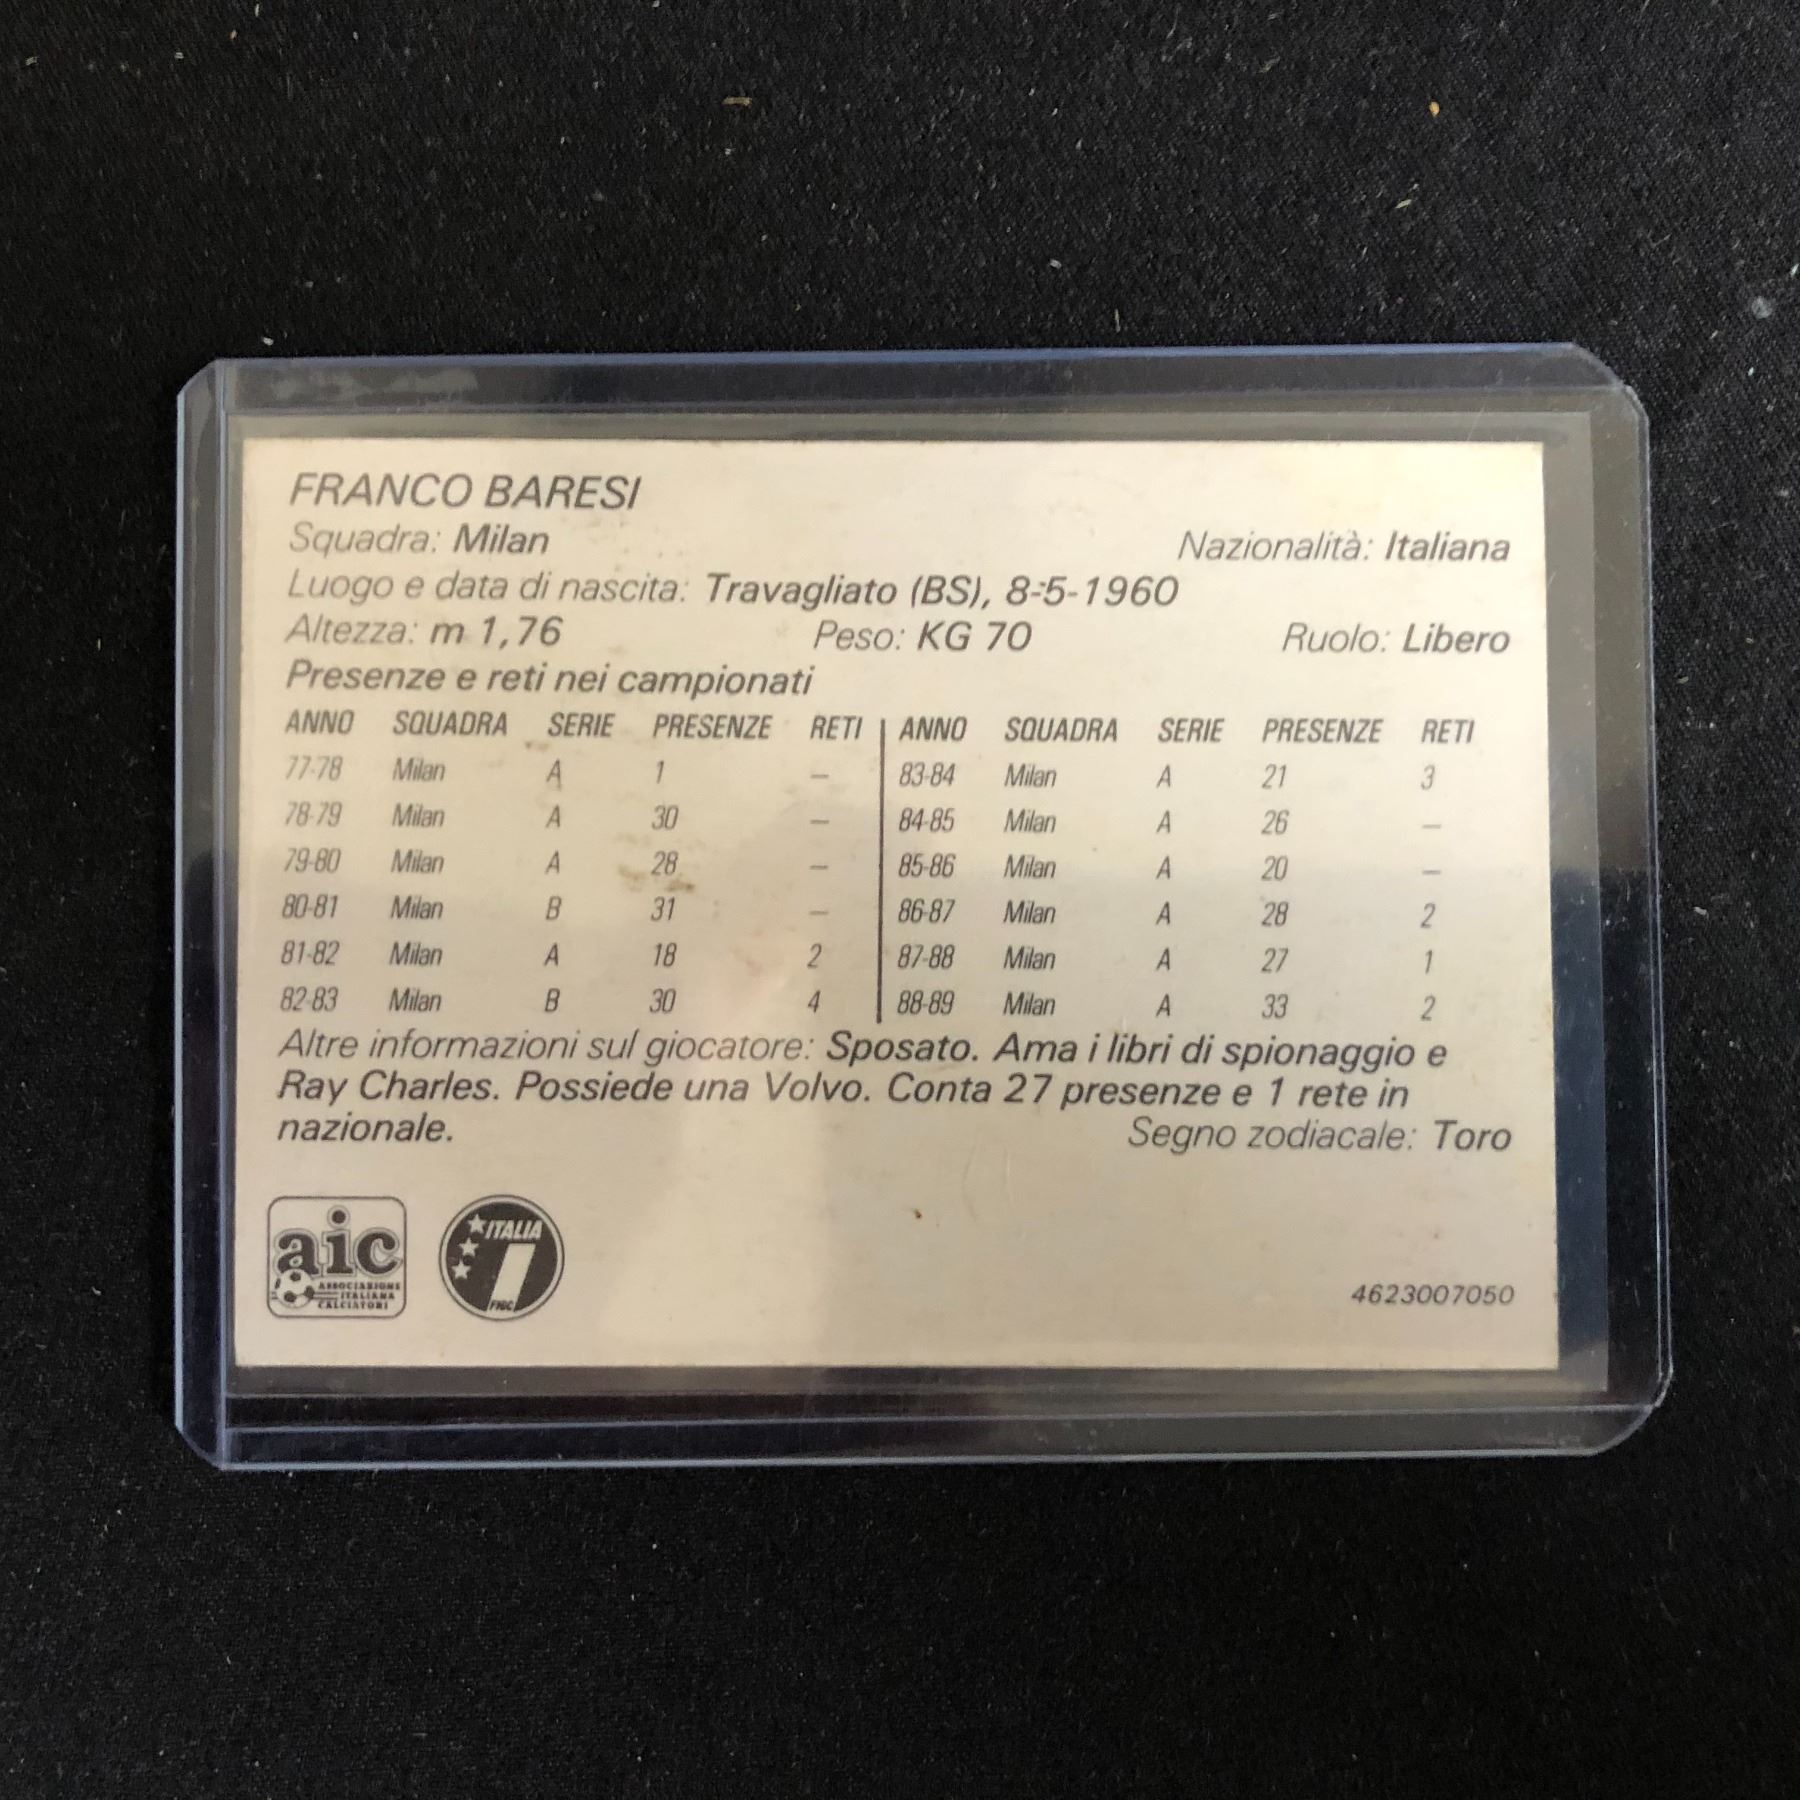 FRANCO BARESI
Squadra: Milan Nazionalità: Italiana
Luogo e data di nascita: Travagliato (BS), 8-5-1960
Altezza: m 1,76 Peso: KG 70 Ruolo: Libero
Presenze e reti nei campionati
ANNO SQUADRA SERIE PRESENZE RETI ANNO SQUADRA SERIE PRESENZE RETI
77-78 Milan A 1 – 83-84 Milan A 21 3
78-79 Milan A 30 – 84-85 Milan A 26 –
79-80 Milan A 28 – 85-86 Milan A 20 –
80-81 Milan B 31 – 86-87 Milan A 28 2
81-82 Milan A 18 2 87-88 Milan A 27 1
82-83 Milan B 30 4 88-89 Milan A 33 2
Altre informazioni sul giocatore: Sposato. Ama i libri di spionaggio e
Ray Charles. Possiede una Volvo. Conta 27 presenze e 1 rete in
nazionale. Segno zodiacale: Toro
aic
ASSOCIAZIONE
ITALIANA
CALCIATORI
ITALIA
FIGC
4623007050